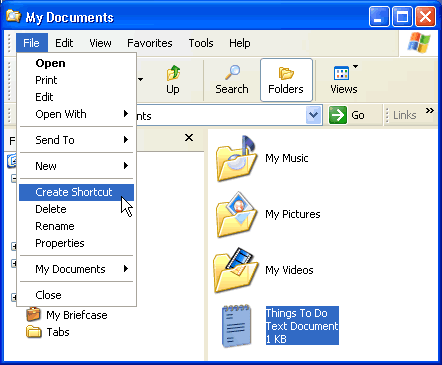 My Documents
File Edit View Favorites Tools Help
Up Search Folders Views
Go Links »
Open
Print
Edit
Open With
Send To
New
Create Shortcut
Delete
Rename
Properties
My Documents
Close
My Briefcase
Tabs
My Music
My Pictures
My Videos
Things To Do
Text Document
1 KB